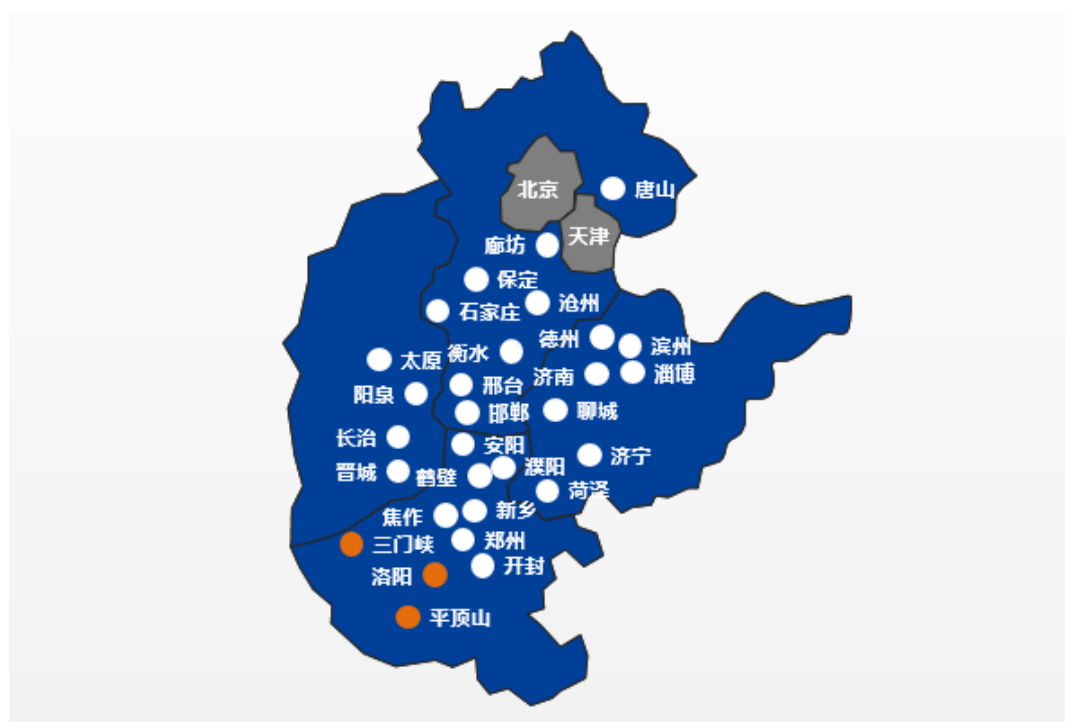 北京
唐山
天津
廊坊
保定
沧州
石家庄
德州
滨州
衡水
太原
济南
淄博
邢台
阳泉
邯郸
聊城
长治
安阳
济宁
濮阳
晋城
鹤壁
菏泽
新乡
焦作
郑州
三门峡
开封
洛阳
平顶山